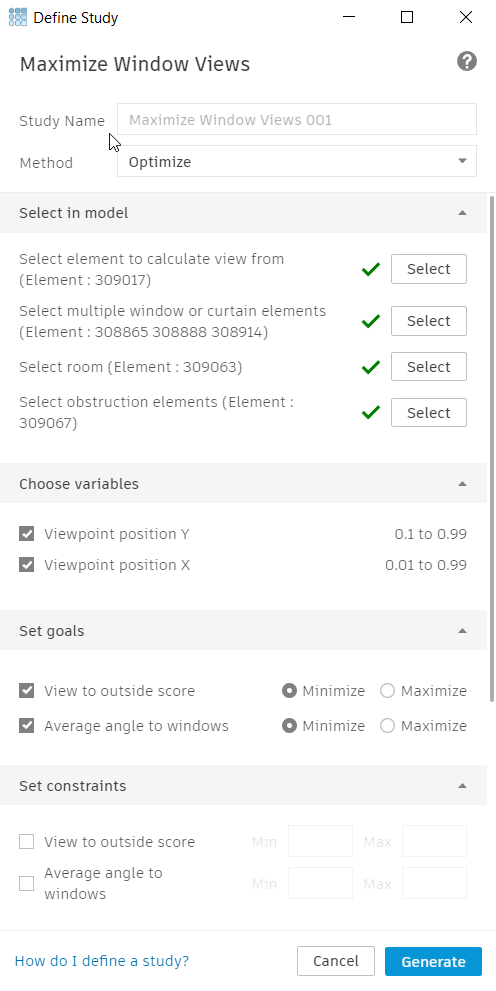 Define Study
Maximize Window Views
Study Name Maximize Window Views 001
Method Optimize
Select in model
Select element to calculate view from
(Element : 309017) Select
Select multiple window or curtain elements
(Element : 308865 308888 308914) Select
Select room (Element : 309063) Select
Select obstruction elements (Element :
309067) Select
Choose variables
Viewpoint position Y 0.1 to 0.99
Viewpoint position X 0.01 to 0.99
Set goals
View to outside score Minimize Maximize
Average angle to windows Minimize Maximize
Set constraints
View to outside score Min Max
Average angle to
windows Min Max
How do I define a study? Cancel Generate